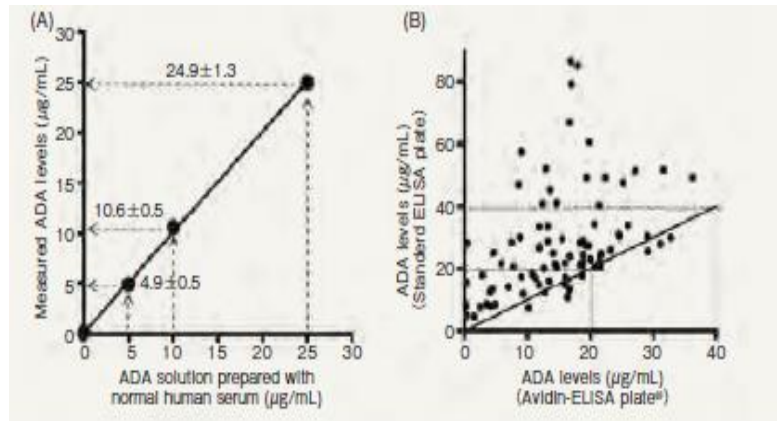 (A)
30
25
20
15
10
5
0
Measured ADA levels (µg/mL)
24.9±1.3
10.6±0.5
4.9±0.5
0 5 10 15 20 25 30
ADA solution prepared with
normal human serum (µg/mL)
(B)
80
60
40
20
0
ADA levels (µg/mL)
(Standerd ELISA plate)
0 10 20 30 40
ADA levels (µg/mL)
(Avidin-ELISA plate®)